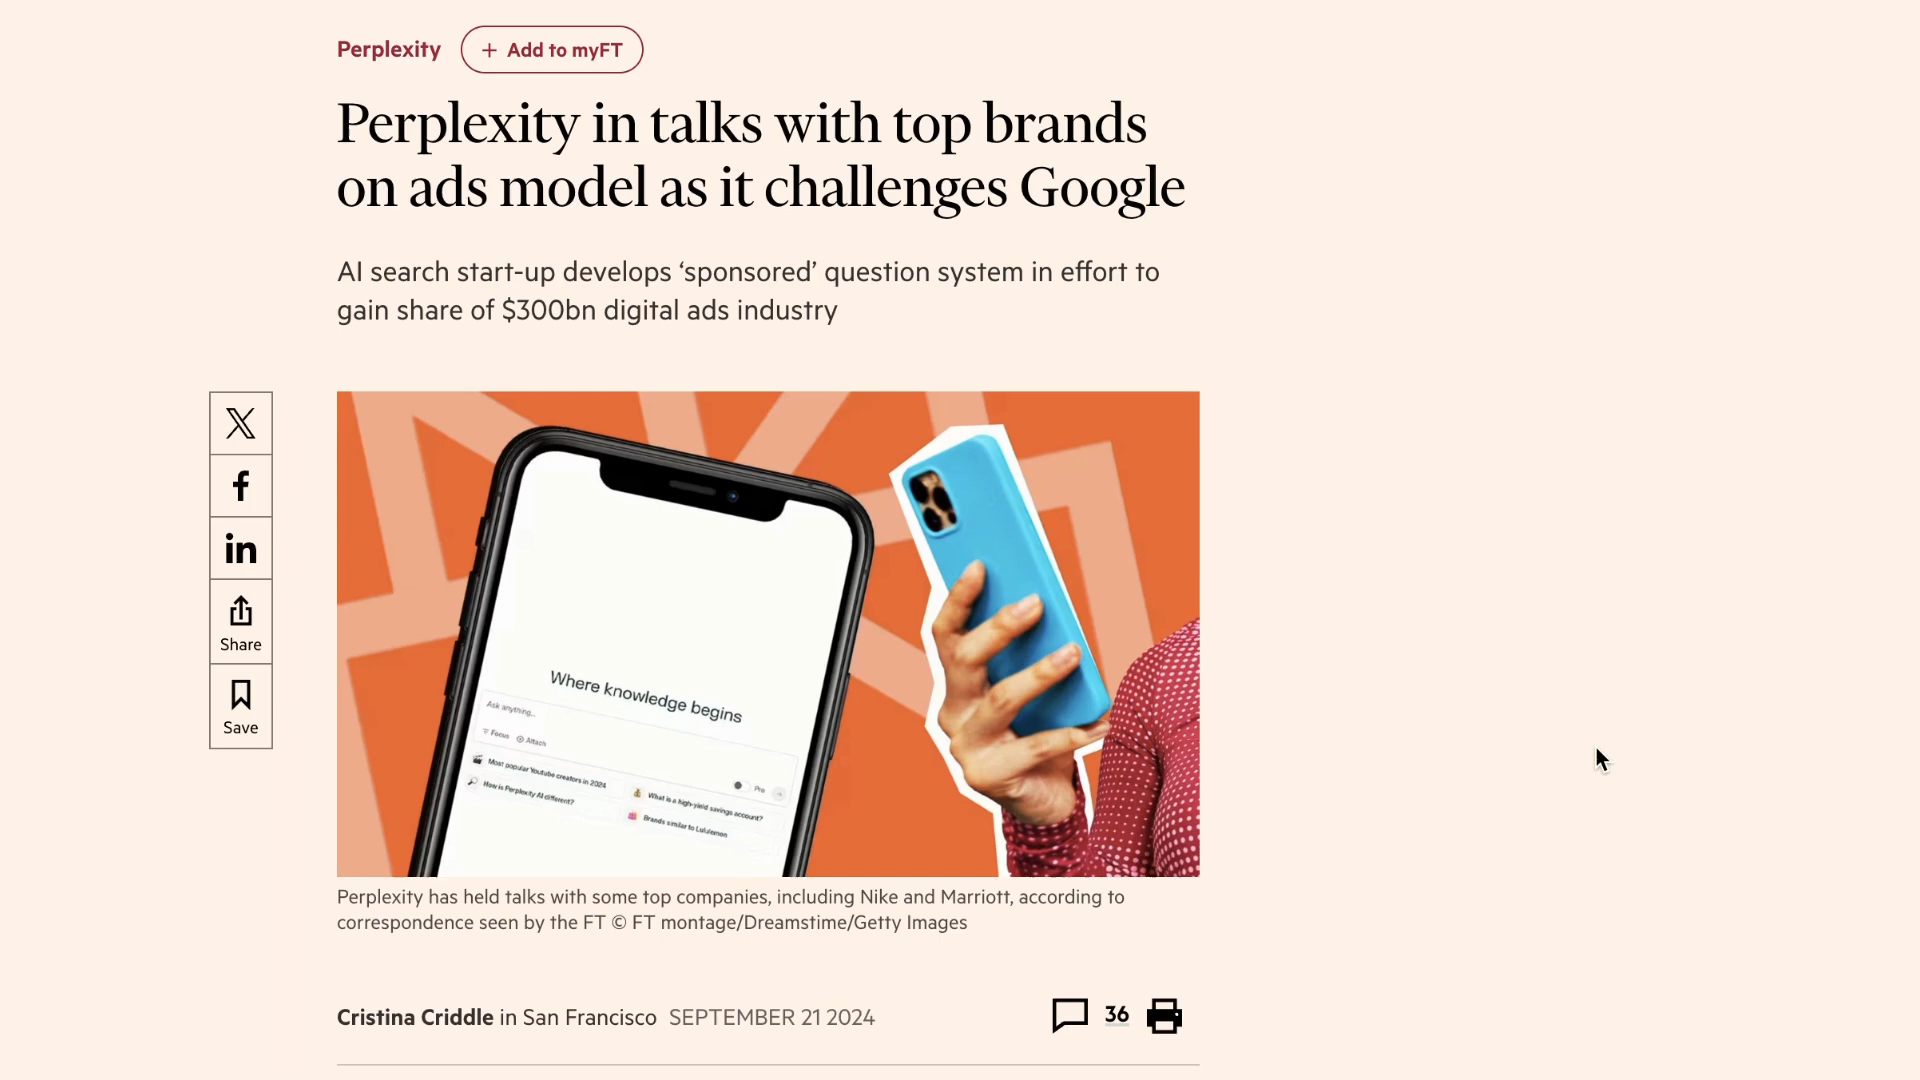 Perplexity
+ Add to myFT
Perplexity in talks with top brands
on ads model as it challenges Google
AI search start-up develops ‘sponsored’ question system in effort to
gain share of $300bn digital ads industry
Share
Save
Where knowledge begins
Ask anything...
Focus
Attach
Pro
Most popular Youtube creators in 2024
How is Perplexity AI different?
What is a high-yield savings account?
Brands similar to Lululemon
Perplexity has held talks with some top companies, including Nike and Marriott, according to
correspondence seen by the FT © FT montage/Dreamstime/Getty Images
Cristina Criddle in San Francisco SEPTEMBER 21 2024
36